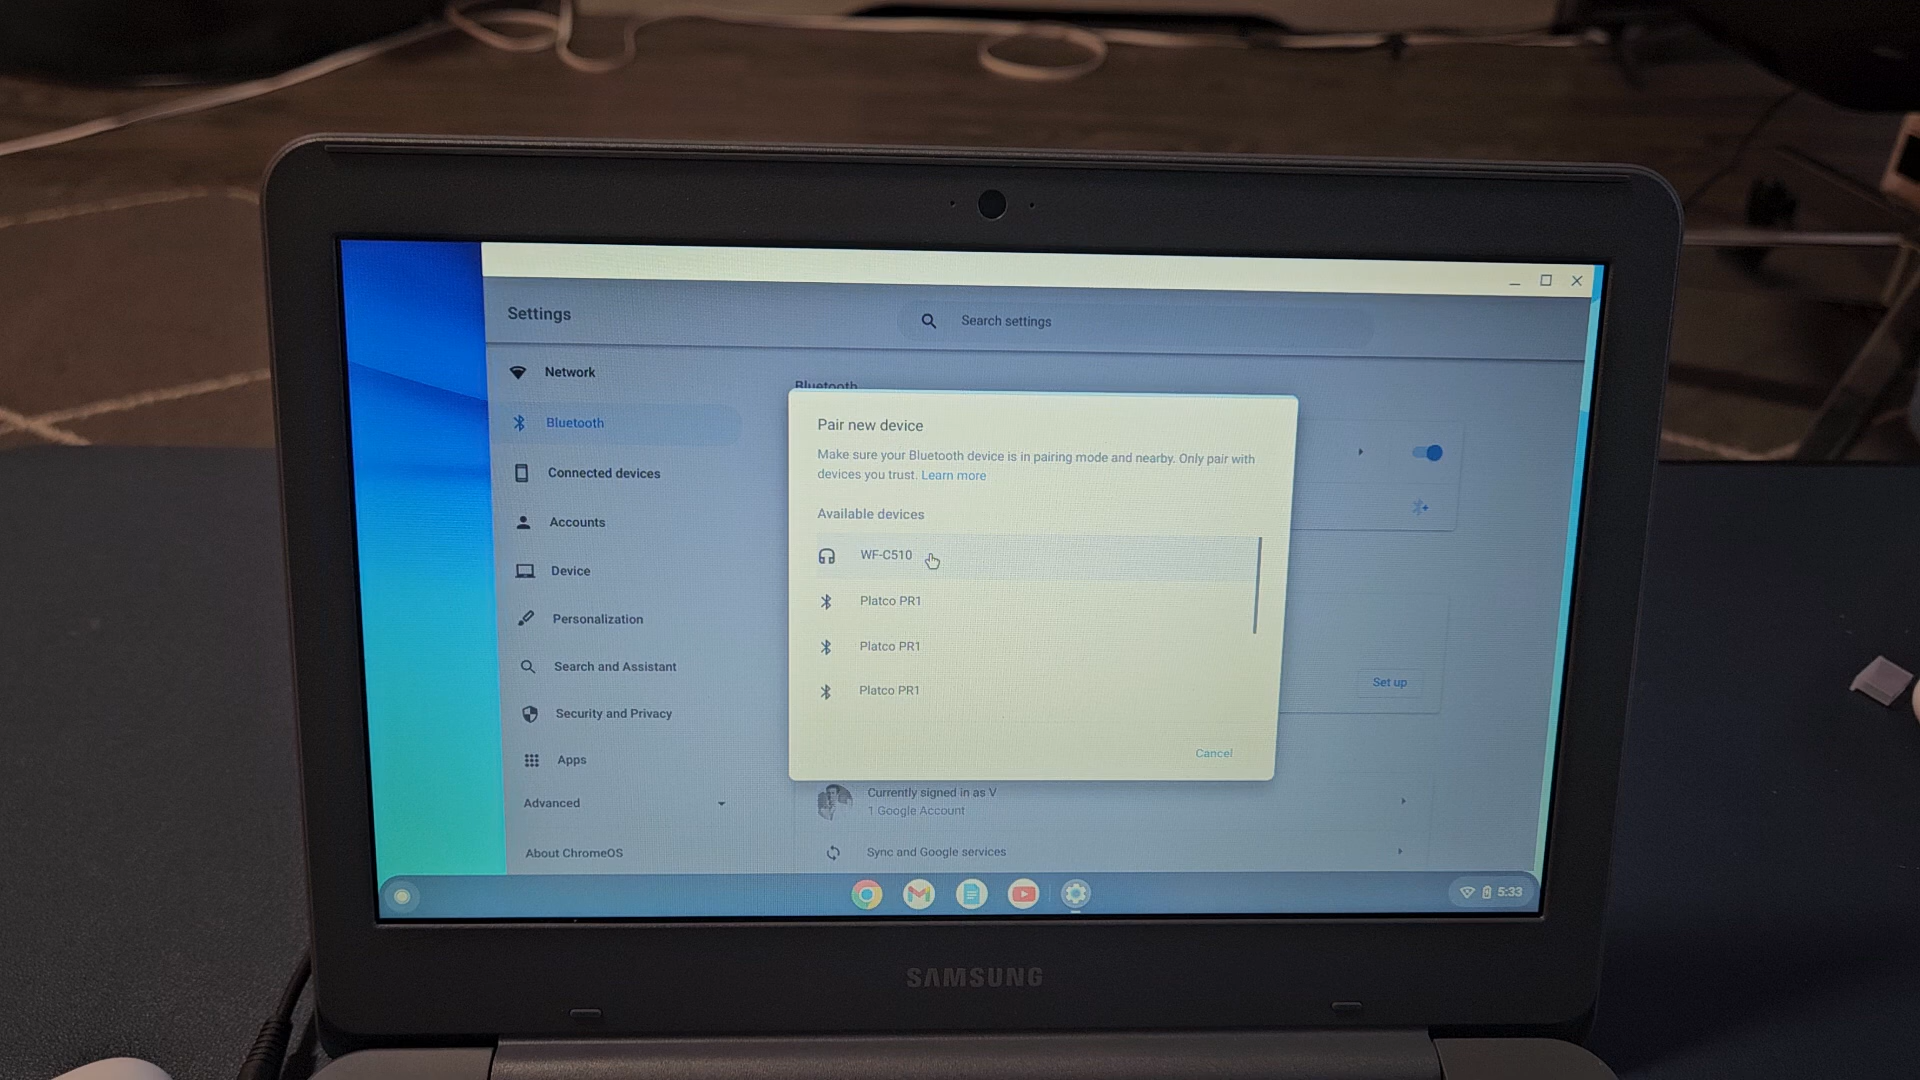 Settings
Search settings
Network
Bluetooth
Connected devices
Accounts
Device
Personalization
Search and Assistant
Security and Privacy
Apps
Advanced
About ChromeOS
Bluetooth
Pair new device
Make sure your Bluetooth device is in pairing mode and nearby. Only pair with
devices you trust. Learn more
Available devices
WF-C510
Platco PR1
Platco PR1
Platco PR1
Cancel
Set up
Currently signed in as V
1 Google Account
Sync and Google services
5:33
SAMSUNG